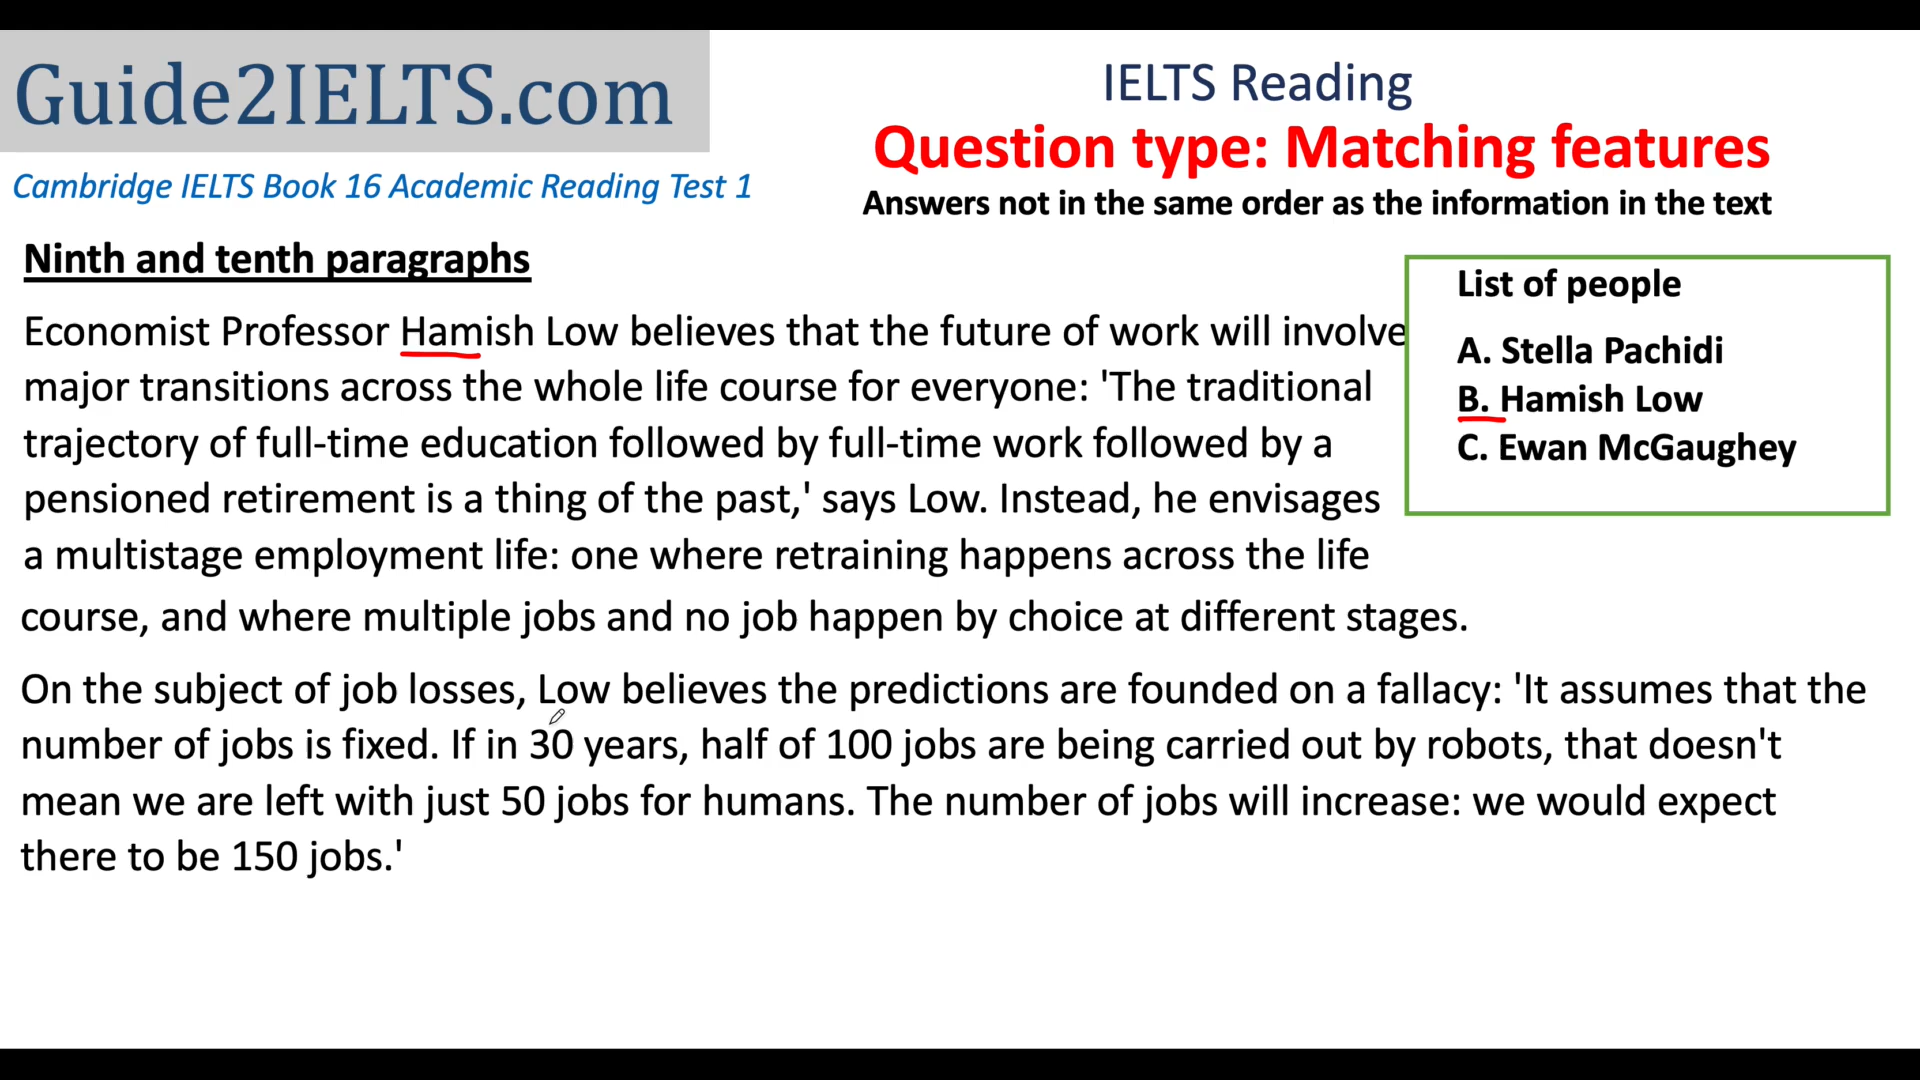 Guide2IELTS.com
Cambridge IELTS Book 16 Academic Reading Test 1
IELTS Reading
Question type: Matching features
Answers not in the same order as the information in the text
Ninth and tenth paragraphs
Economist Professor Hamish Low believes that the future of work will involve
major transitions across the whole life course for everyone: 'The traditional
trajectory of full-time education followed by full-time work followed by a
pensioned retirement is a thing of the past,' says Low. Instead, he envisages
a multistage employment life: one where retraining happens across the life
course, and where multiple jobs and no job happen by choice at different stages.
On the subject of job losses, Low believes the predictions are founded on a fallacy: 'It assumes that the
number of jobs is fixed. If in 30 years, half of 100 jobs are being carried out by robots, that doesn't
mean we are left with just 50 jobs for humans. The number of jobs will increase: we would expect
there to be 150 jobs.'
List of people
A. Stella Pachidi
B. Hamish Low
C. Ewan McGaughey